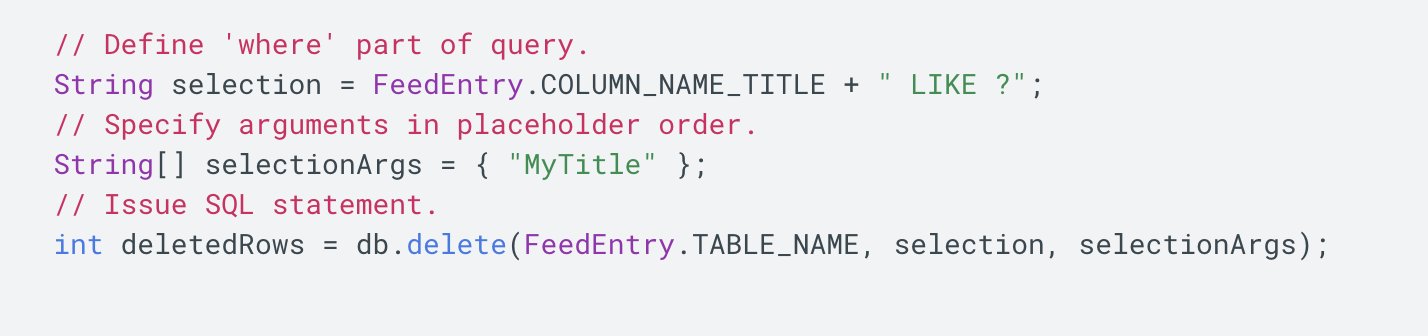 // Define 'where' part of query.
String selection = FeedEntry.COLUMN_NAME_TITLE + " LIKE ?";
// Specify arguments in placeholder order.
String[] selectionArgs = { "MyTitle" };
// Issue SQL statement.
int deletedRows = db.delete(FeedEntry.TABLE_NAME, selection, selectionArgs);